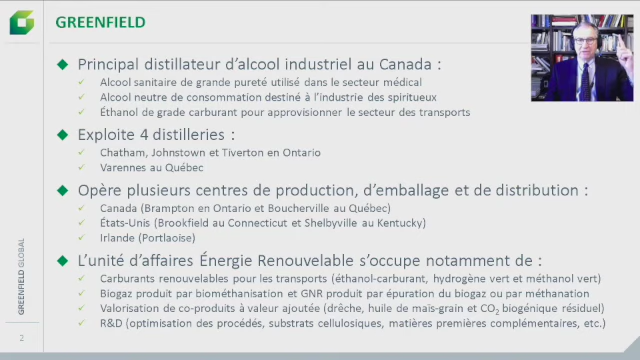 GREENFIELD
Principal distillateur d'alcool industriel au Canada :
Alcool sanitaire de grande pureté utilisé dans le secteur médical
Alcool neutre de consommation destiné à l'industrie des spiritueux
Éthanol de grade carburant pour approvisionner le secteur des transports
Exploite 4 distilleries :
Chatham, Johnstown et Tiverton en Ontario
Varennes au Québec
Opère plusieurs centres de production, d'emballage et de distribution :
Canada (Brampton en Ontario et Boucherville au Québec)
États-Unis (Brookfield au Connecticut et Shelbyville au Kentucky)
Irlande (Portlaoise)
L'unité d'affaires Énergie Renouvelable s'occupe notamment de :
Carburants renouvelables pour les transports (éthanol-carburant, hydrogène vert et méthanol vert)
Biogaz produit par biométhanisation et GNR produit par épuration du biogaz ou par méthanation
Valorisation de co-produits à valeur ajoutée (drêche, huile de maïs-grain et CO2 biogénique résiduel)
R&D (optimisation des procédés, substrats cellulosiques, matières premières complémentaires, etc.)
GREENFIELD GLOBAL
2